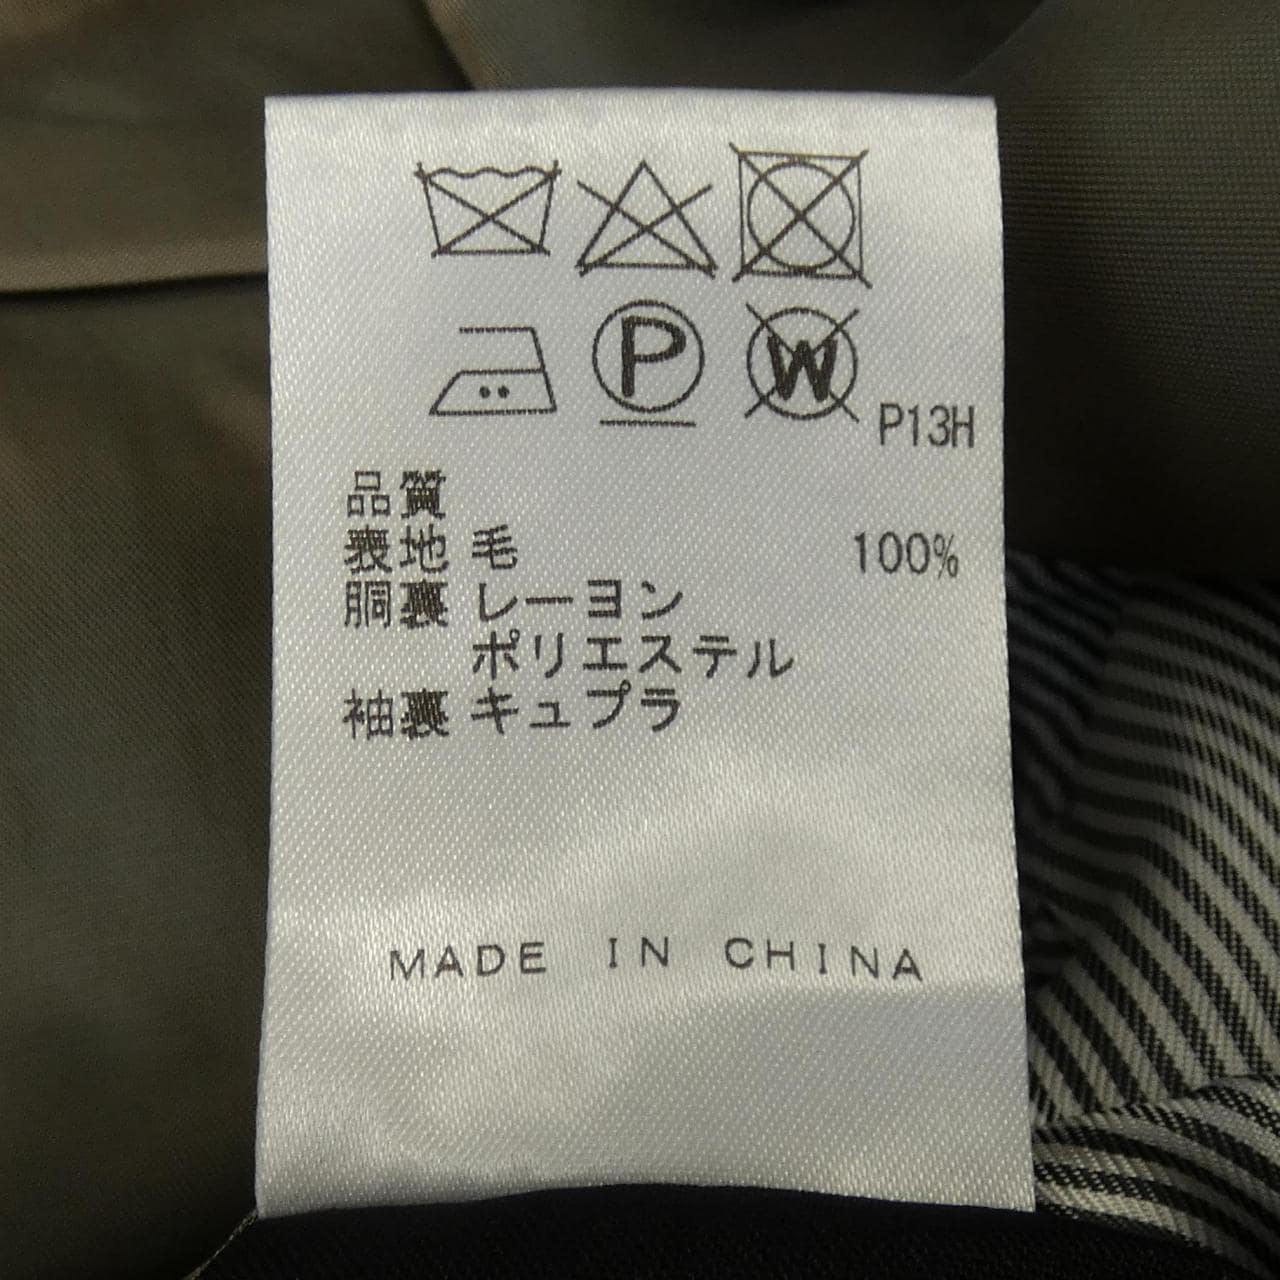 P
W
P13H
品質
表地 毛 100%
胴裏 レーヨン
ポリエステル
袖裏 キュプラ
MADE IN CHINA